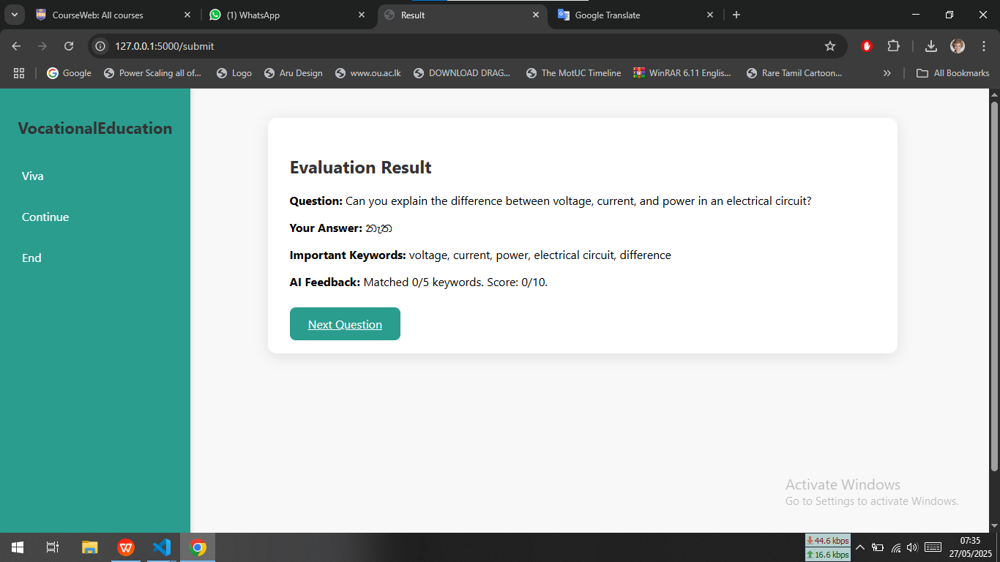 CourseWeb: All courses
(1) WhatsApp
Result
Google Translate
127.0.0.1:5000/submit
Google
Power Scaling all of...
Logo
Aru Design
www.ou.ac.lk
DOWNLOAD DRAG...
The MotUC Timeline
WinRAR 6.11 Englis...
Rare Tamil Cartoon...
All Bookmarks
VocationalEducation
Viva
Continue
End
Evaluation Result
Question: Can you explain the difference between voltage, current, and power in an electrical circuit?
Your Answer: නැත
Important Keywords: voltage, current, power, electrical circuit, difference
AI Feedback: Matched 0/5 keywords. Score: 0/10.
Next Question
Activate Windows
Go to Settings to activate Windows.
44.6 kbps
16.6 kbps
07:35
27/05/2025